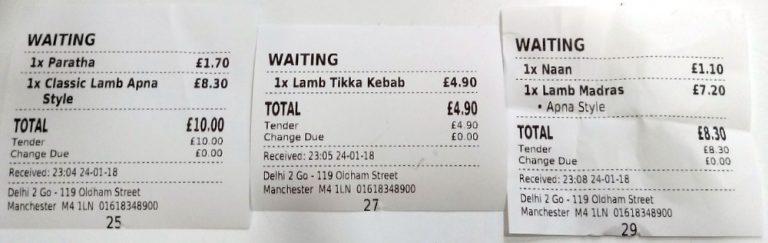 WAITING
1x Paratha £1.70
1x Classic Lamb Apna £8.30
Style
TOTAL £10.00
Tender £10.00
Change Due £0.00
Received: 23:04 24-01-18
Delhi 2 Go - 119 Oldham Street
Manchester M4 1LN 01618348900
25
WAITING
1x Lamb Tikka Kebab £4.90
TOTAL £4.90
Tender £4.90
Change Due £0.00
Received: 23:05 24-01-18
Delhi 2 Go - 119 Oldham Street
Manchester M4 1LN 01618348900
27
WAITING
1x Naan £1.10
1x Lamb Madras £7.20
• Apna Style
TOTAL £8.30
Tender £8.30
Change Due £0.00
Received: 23:08 24-01-18
Delhi 2 Go - 119 Oldham Street
Manchester M4 1LN 01618348900
29